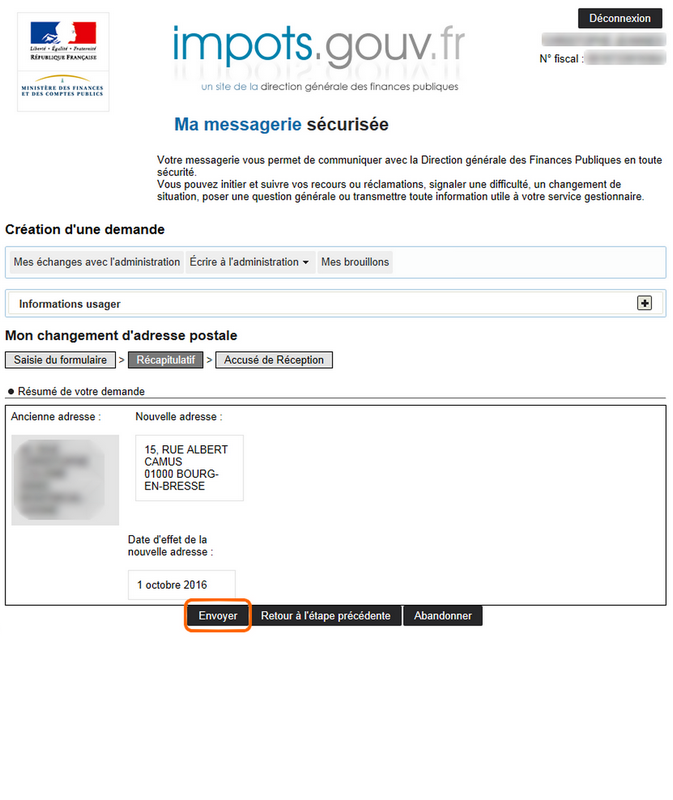 Déconnexion
Liberté • Égalité • Fraternité
RÉPUBLIQUE FRANÇAISE
MINISTÈRE DES FINANCES
ET DES COMPTES PUBLICS
impots.gouv.fr
un site de la direction générale des finances publiques
N° fiscal :
Ma messagerie sécurisée
Votre messagerie vous permet de communiquer avec la Direction générale des Finances Publiques en toute
sécurité.
Vous pouvez initier et suivre vos recours ou réclamations, signaler une difficulté, un changement de
situation, poser une question générale ou transmettre toute information utile à votre service gestionnaire.
Création d'une demande
Mes échanges avec l'administration Écrire à l'administration Mes brouillons
Informations usager
Mon changement d'adresse postale
Saisie du formulaire > Récapitulatif > Accusé de Réception
Résumé de votre demande
Ancienne adresse : Nouvelle adresse :
15, RUE ALBERT
CAMUS
01000 BOURG-
EN-BRESSE
Date d'effet de la
nouvelle adresse :
1 octobre 2016
Envoyer Retour à l'étape précédente Abandonner